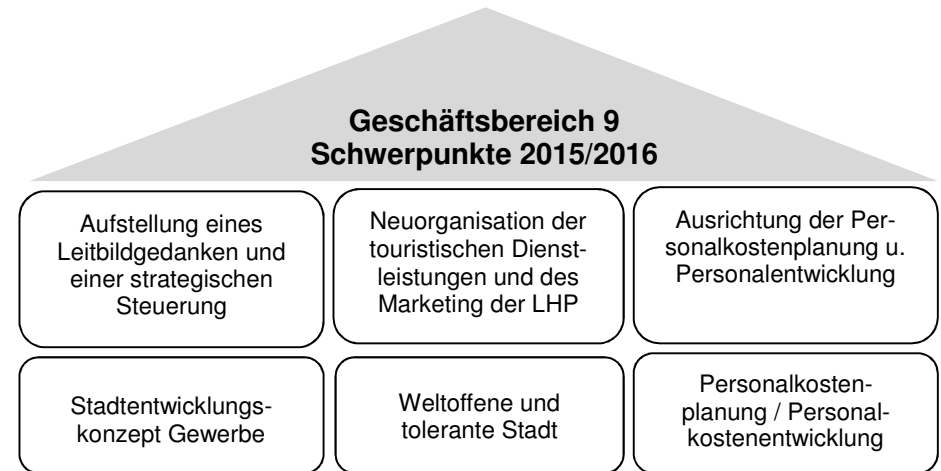 Geschäftsbereich 9
Schwerpunkte 2015/2016
Aufstellung eines
Leitbildgedanken und
einer strategischen
Steuerung
Neuorganisation der
touristischen Dienst-
leistungen und des
Marketing der LHP
Ausrichtung der Per-
sonalkostenplanung u.
Personalentwicklung
Stadtentwicklungs-
konzept Gewerbe
Weltoffene und
tolerante Stadt
Personalkosten-
planung / Personal-
kostenentwicklung